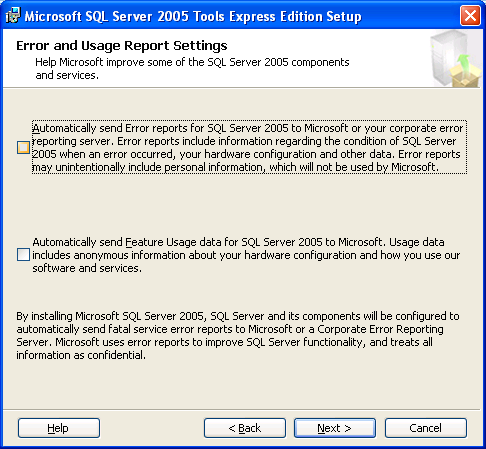 Microsoft SQL Server 2005 Tools Express Edition Setup
Error and Usage Report Settings
Help Microsoft improve some of the SQL Server 2005 components
and services.
Automatically send Error reports for SQL Server 2005 to Microsoft or your corporate error
reporting server. Error reports include information regarding the condition of SQL Server
2005 when an error occurred, your hardware configuration and other data. Error reports
may unintentionally include personal information, which will not be used by Microsoft.
Automatically send Feature Usage data for SQL Server 2005 to Microsoft. Usage data
includes anonymous information about your hardware configuration and how you use our
software and services.
By installing Microsoft SQL Server 2005, SQL Server and its components will be configured to
automatically send fatal service error reports to Microsoft or a Corporate Error Reporting
Server. Microsoft uses error reports to improve SQL Server functionality, and treats all
information as confidential.
Help
< Back
Next >
Cancel